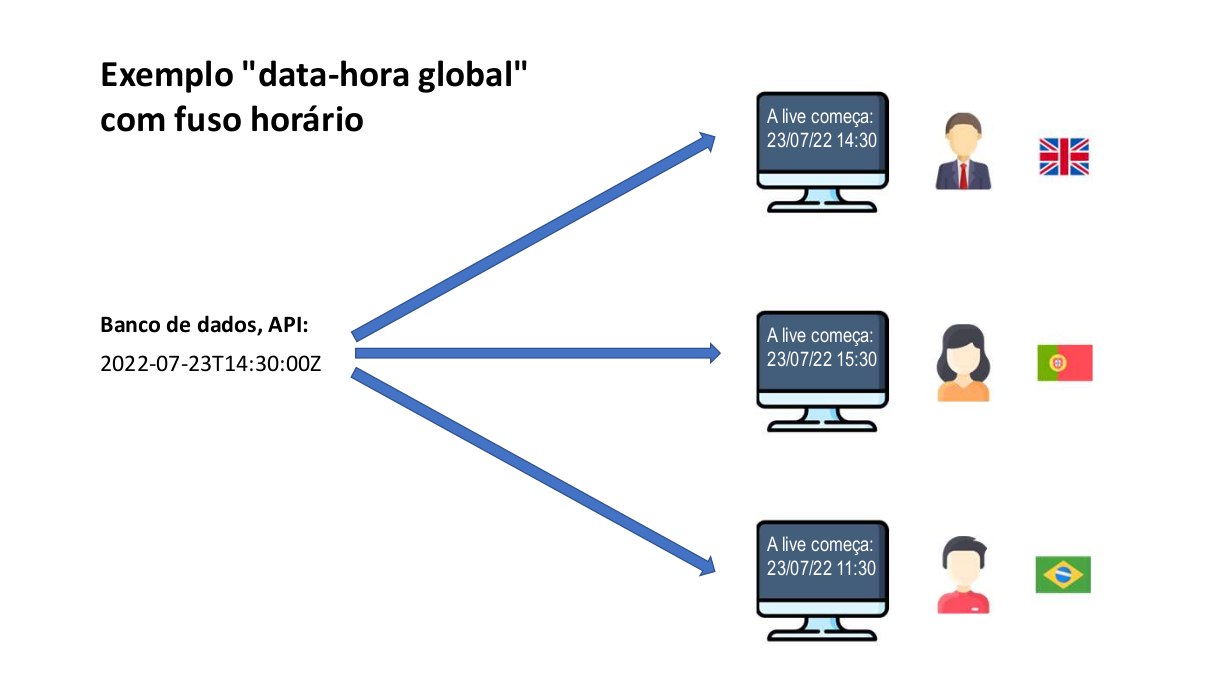 Exemplo "data-hora global"
com fuso horário
Banco de dados, API:
2022-07-23T14:30:00Z
A live começa:
23/07/22 14:30
A live começa:
23/07/22 15:30
A live começa:
23/07/22 11:30